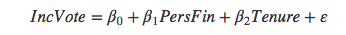 IncVote = β₀ + β₁PersFin + β₂Tenure + ε